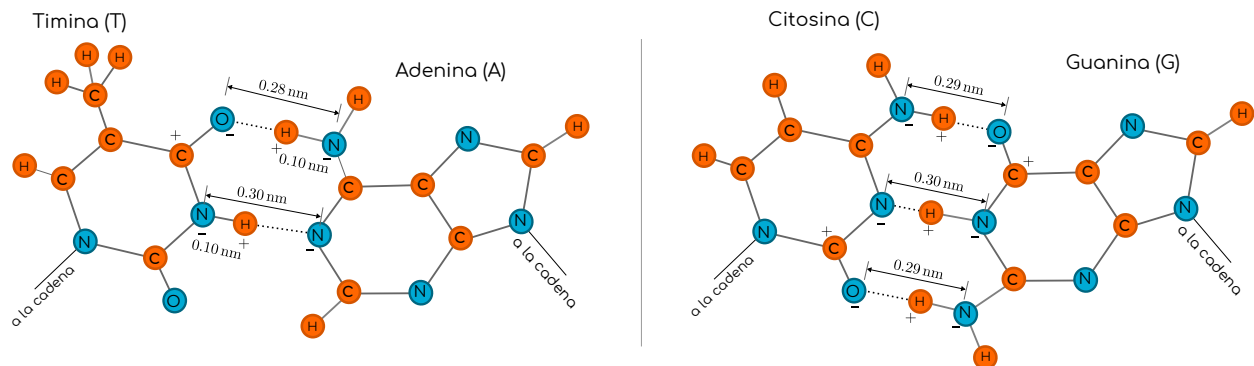 Timina (T)
Adenina (A)
H
H
H
C
0.28 nm
H
O
−
H
+
0.10 nm
N
−
C
C
+
H
C
C
C
N
C
H
0.30 nm
N
−
H
+
0.10 nm
N
−
C
N
N
C
O
C
N
H
a la cadena
a la cadena
Citosina (C)
Guanina (G)
H
H
0.29 nm
N
−
H
+
O
−
C
C
H
C
C
+
C
N
C
H
0.30 nm
N
−
H
+
N
−
N
C
+
C
N
O
−
0.29 nm
H
+
N
−
C
N
H
a la cadena
a la cadena